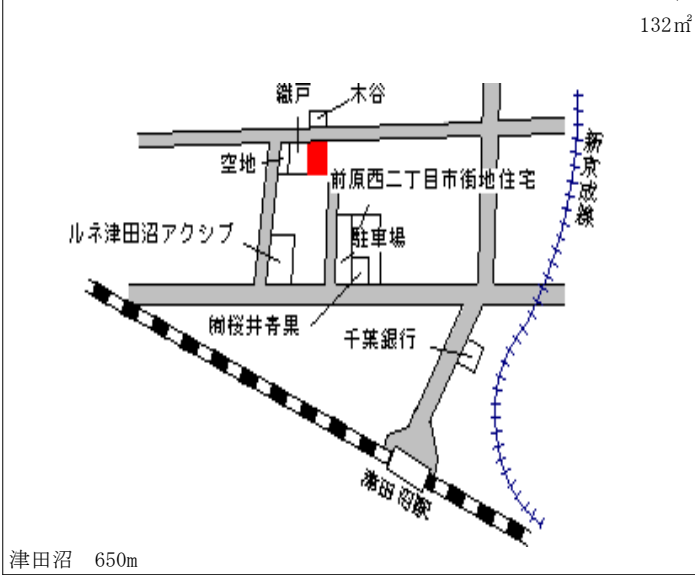 132㎡
織戸
木谷
空地
前原西二丁目市街地住宅
新京成線
ルネ津田沼アクシブ
駐車場
㈲桜井青果
千葉銀行
津田沼駅
津田沼 650m